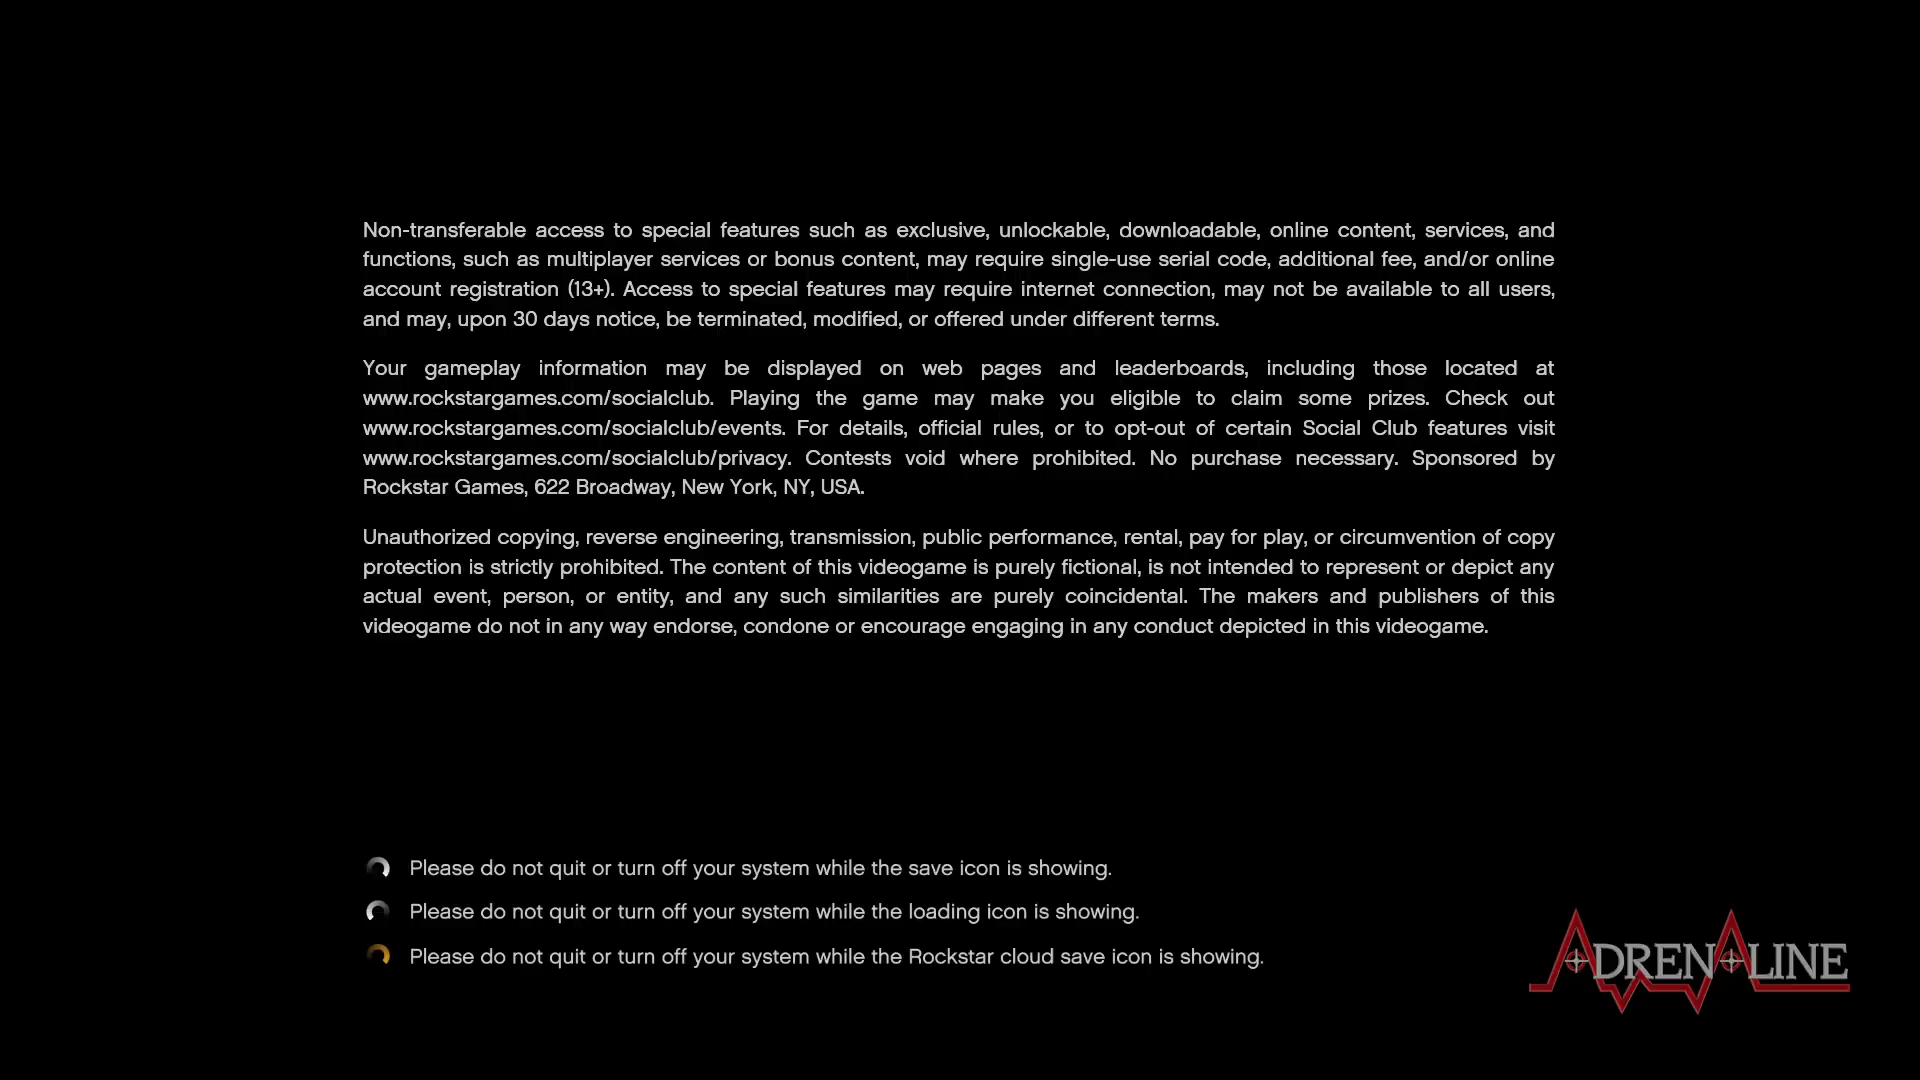 Non-transferable access to special features such as exclusive, unlockable, downloadable, online content, services, and
functions, such as multiplayer services or bonus content, may require single-use serial code, additional fee, and/or online
account registration (13+). Access to special features may require internet connection, may not be available to all users,
and may, upon 30 days notice, be terminated, modified, or offered under different terms.
Your gameplay information may be displayed on web pages and leaderboards, including those located at
www.rockstargames.com/socialclub. Playing the game may make you eligible to claim some prizes. Check out
www.rockstargames.com/socialclub/events. For details, official rules, or to opt-out of certain Social Club features visit
www.rockstargames.com/socialclub/privacy. Contests void where prohibited. No purchase necessary. Sponsored by
Rockstar Games, 622 Broadway, New York, NY, USA.
Unauthorized copying, reverse engineering, transmission, public performance, rental, pay for play, or circumvention of copy
protection is strictly prohibited. The content of this videogame is purely fictional, is not intended to represent or depict any
actual event, person, or entity, and any such similarities are purely coincidental. The makers and publishers of this
videogame do not in any way endorse, condone or encourage engaging in any conduct depicted in this videogame.
Please do not quit or turn off your system while the save icon is showing.
Please do not quit or turn off your system while the loading icon is showing.
Please do not quit or turn off your system while the Rockstar cloud save icon is showing.
ADRENALINE